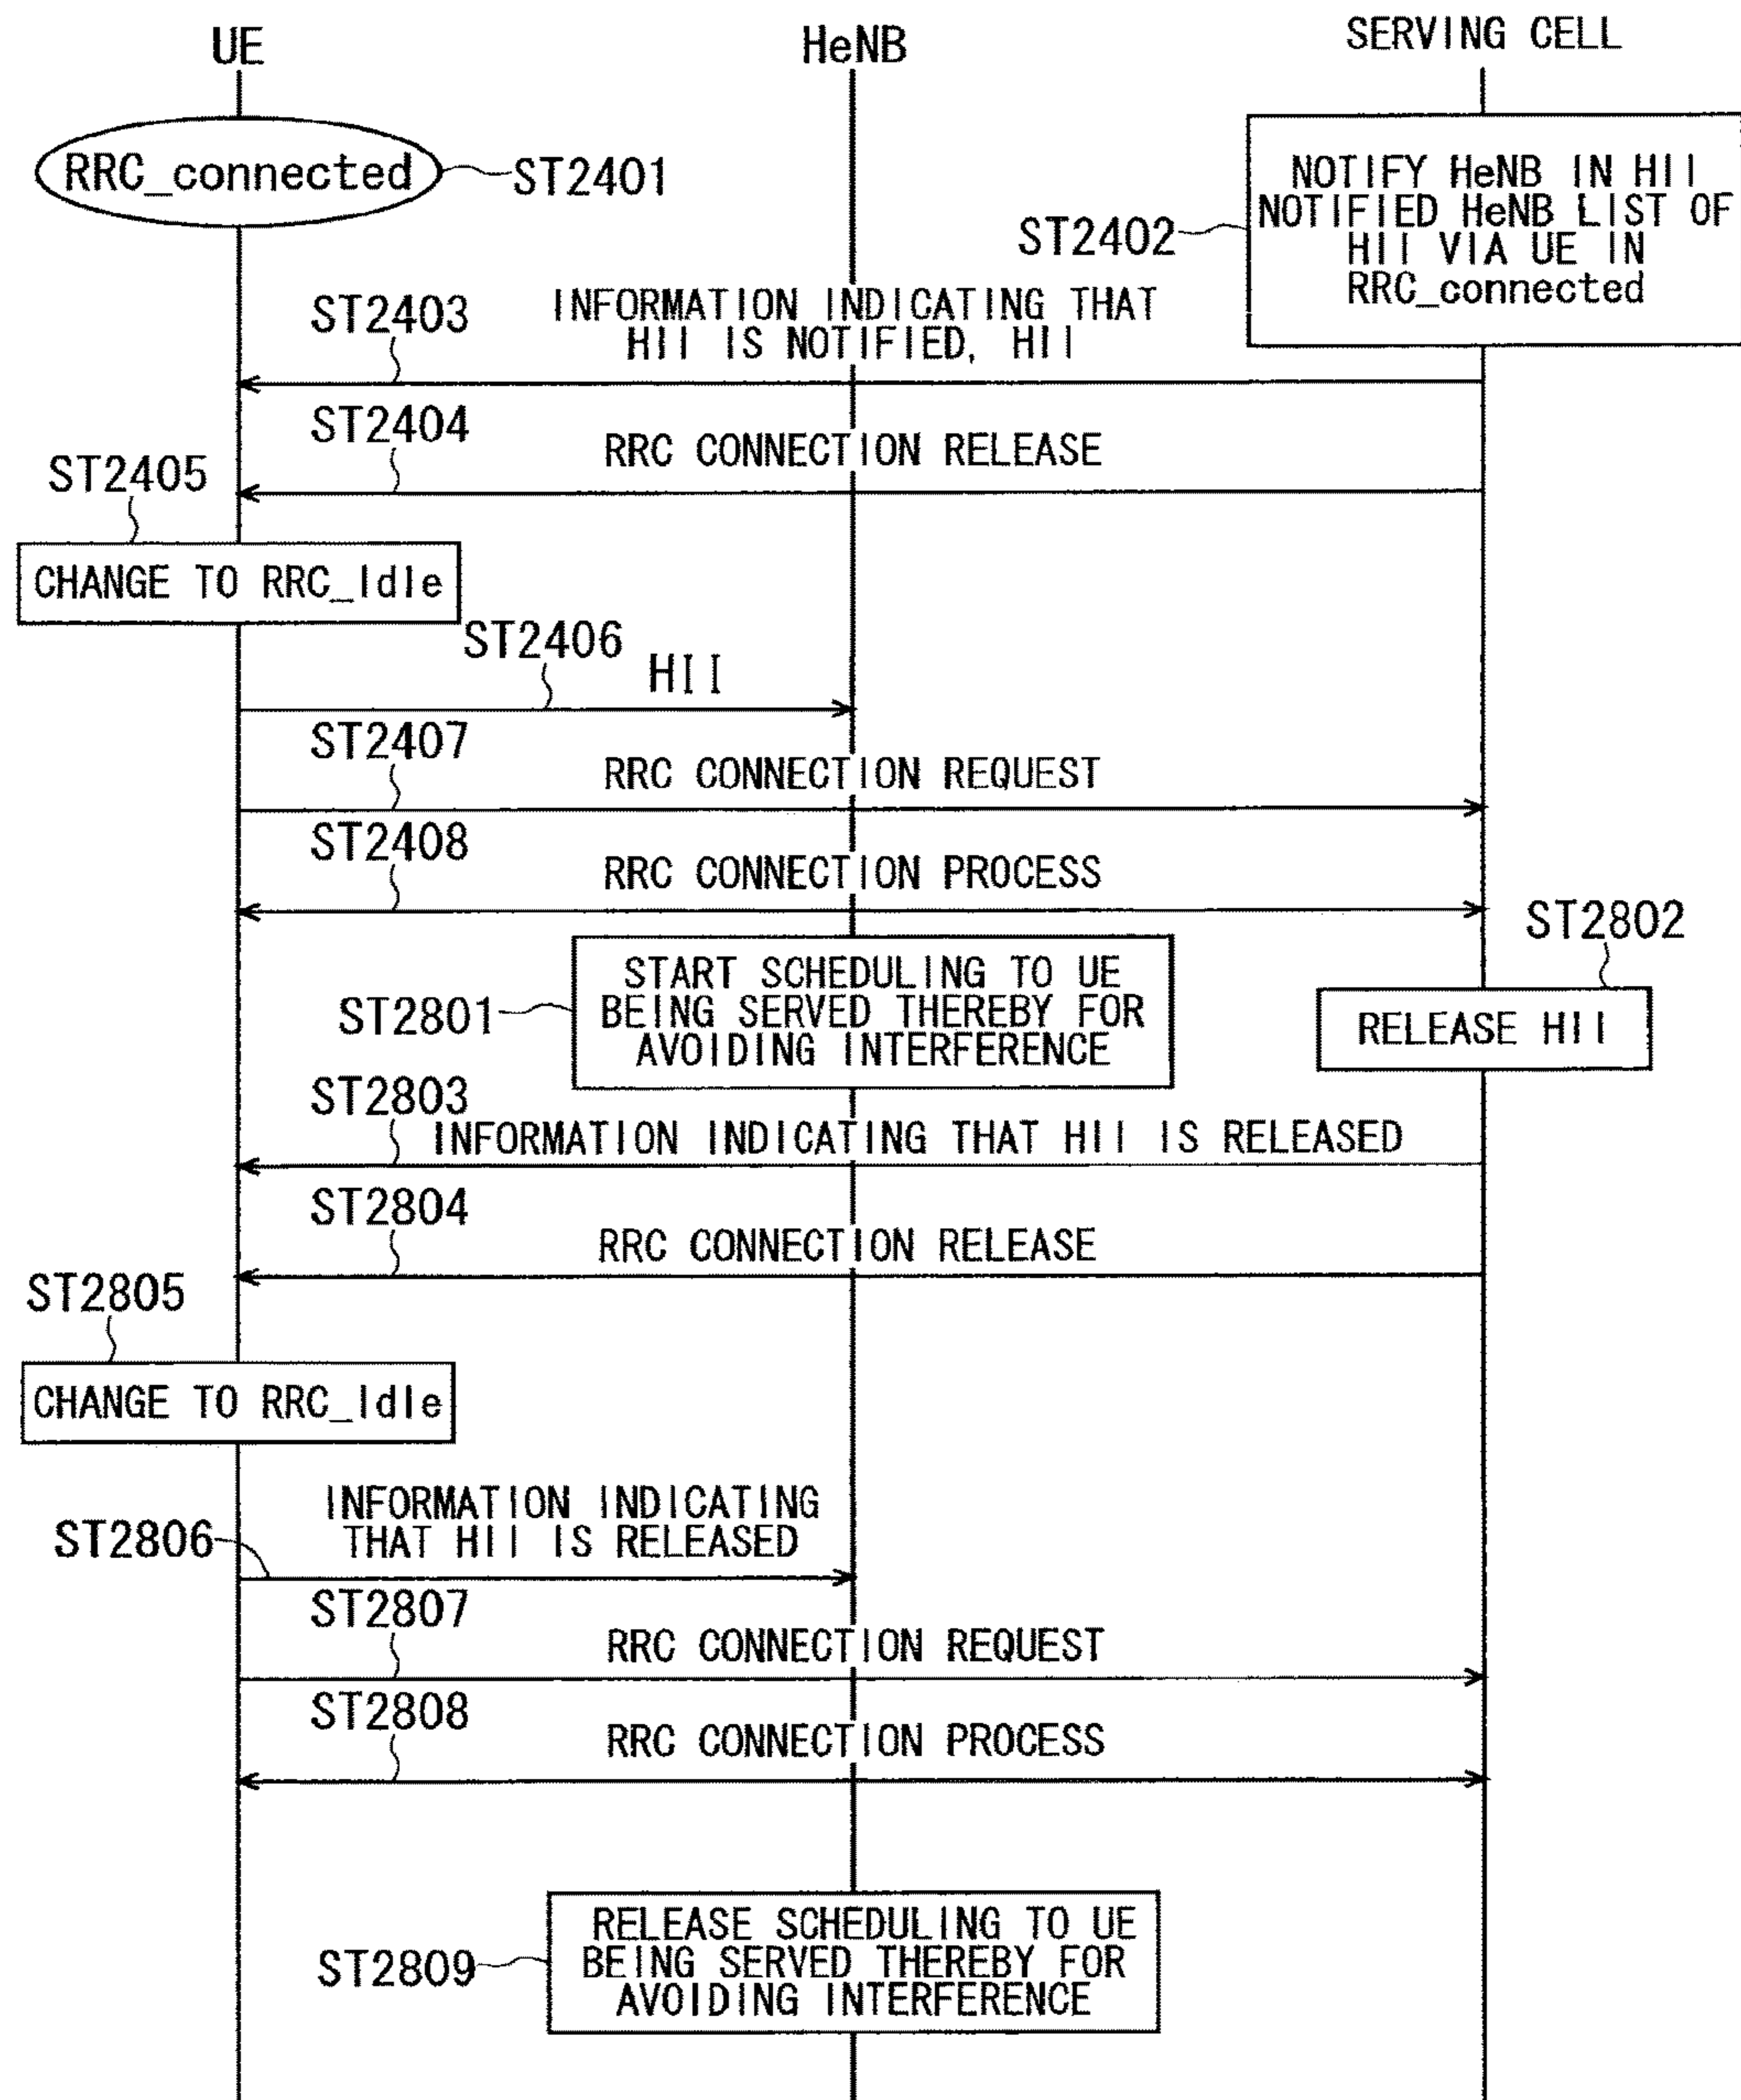 UE
HeNB
SERVING CELL
RRC_connected
ST2401
ST2402
NOTIFY HeNB IN HII
NOTIFIED HeNB LIST OF
HII VIA UE IN
RRC_connected
ST2403
INFORMATION INDICATING THAT
HII IS NOTIFIED, HII
ST2404
RRC CONNECTION RELEASE
ST2405
CHANGE TO RRC_Idle
ST2406
HII
ST2407
RRC CONNECTION REQUEST
ST2408
RRC CONNECTION PROCESS
ST2801
START SCHEDULING TO UE
BEING SERVED THEREBY FOR
AVOIDING INTERFERENCE
ST2802
RELEASE HII
ST2803
INFORMATION INDICATING THAT HII IS RELEASED
ST2804
RRC CONNECTION RELEASE
ST2805
CHANGE TO RRC_Idle
ST2806
INFORMATION INDICATING
THAT HII IS RELEASED
ST2807
RRC CONNECTION REQUEST
ST2808
RRC CONNECTION PROCESS
ST2809
RELEASE SCHEDULING TO UE
BEING SERVED THEREBY FOR
AVOIDING INTERFERENCE